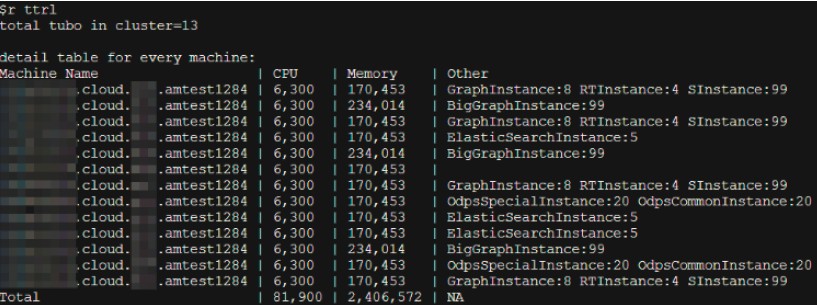 $r ttrl
total tubo in cluster=13
detail table for every machine:
Machine Name | CPU | Memory | Other
.cloud. .amtest1284 | 6,300 | 170,453 | GraphInstance:8 RTInstance:4 SInstance:99
.cloud. .amtest1284 | 6,300 | 234,014 | BigGraphInstance:99
.cloud. .amtest1284 | 6,300 | 170,453 | GraphInstance:8 RTInstance:4 SInstance:99
.cloud. .amtest1284 | 6,300 | 170,453 | ElasticSearchInstance:5
.cloud. .amtest1284 | 6,300 | 234,014 | BigGraphInstance:99
.cloud. .amtest1284 | 6,300 | 170,453 |
.cloud. .amtest1284 | 6,300 | 170,453 | GraphInstance:8 RTInstance:4 SInstance:99
.cloud. .amtest1284 | 6,300 | 170,453 | OdpsSpecialInstance:20 OdpsCommonInstance:20
.cloud. .amtest1284 | 6,300 | 170,453 | ElasticSearchInstance:5
.cloud. .amtest1284 | 6,300 | 170,453 | ElasticSearchInstance:5
.cloud. .amtest1284 | 6,300 | 234,014 | BigGraphInstance:99
.cloud. .amtest1284 | 6,300 | 170,453 | OdpsSpecialInstance:20 OdpsCommonInstance:20
.cloud. .amtest1284 | 6,300 | 170,453 | GraphInstance:8 RTInstance:4 SInstance:99
Total | 81,900 | 2,406,572 | NA